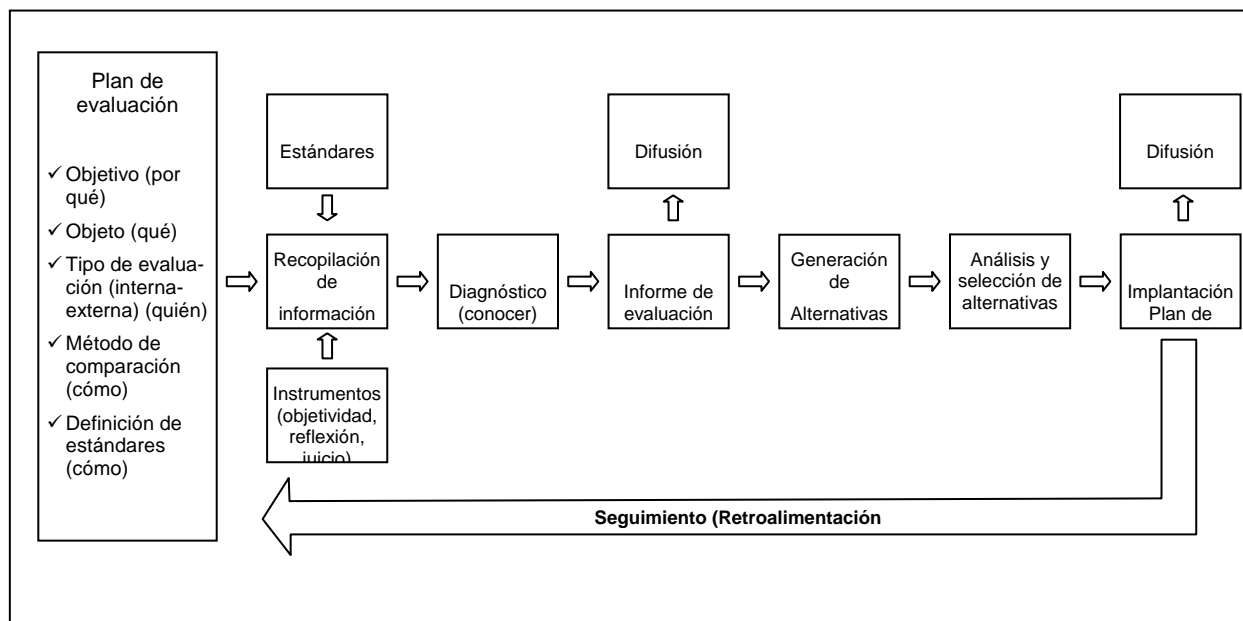 Plan de
evaluación
✓ Objetivo (por
qué)
✓ Objeto (qué)
✓ Tipo de evalua-
ción (interna-
externa) (quién)
✓ Método de
comparación
(cómo)
✓ Definición de
estándares
(cómo)
Estándares
Recopilación
de
información
Instrumentos
(objetividad,
reflexión,
juicio)
Diagnóstico
(conocer)
Difusión
Informe de
evaluación
Generación
de
Alternativas
Análisis y
selección de
alternativas
Difusión
Implantación
Plan de
Seguimiento (Retroalimentación